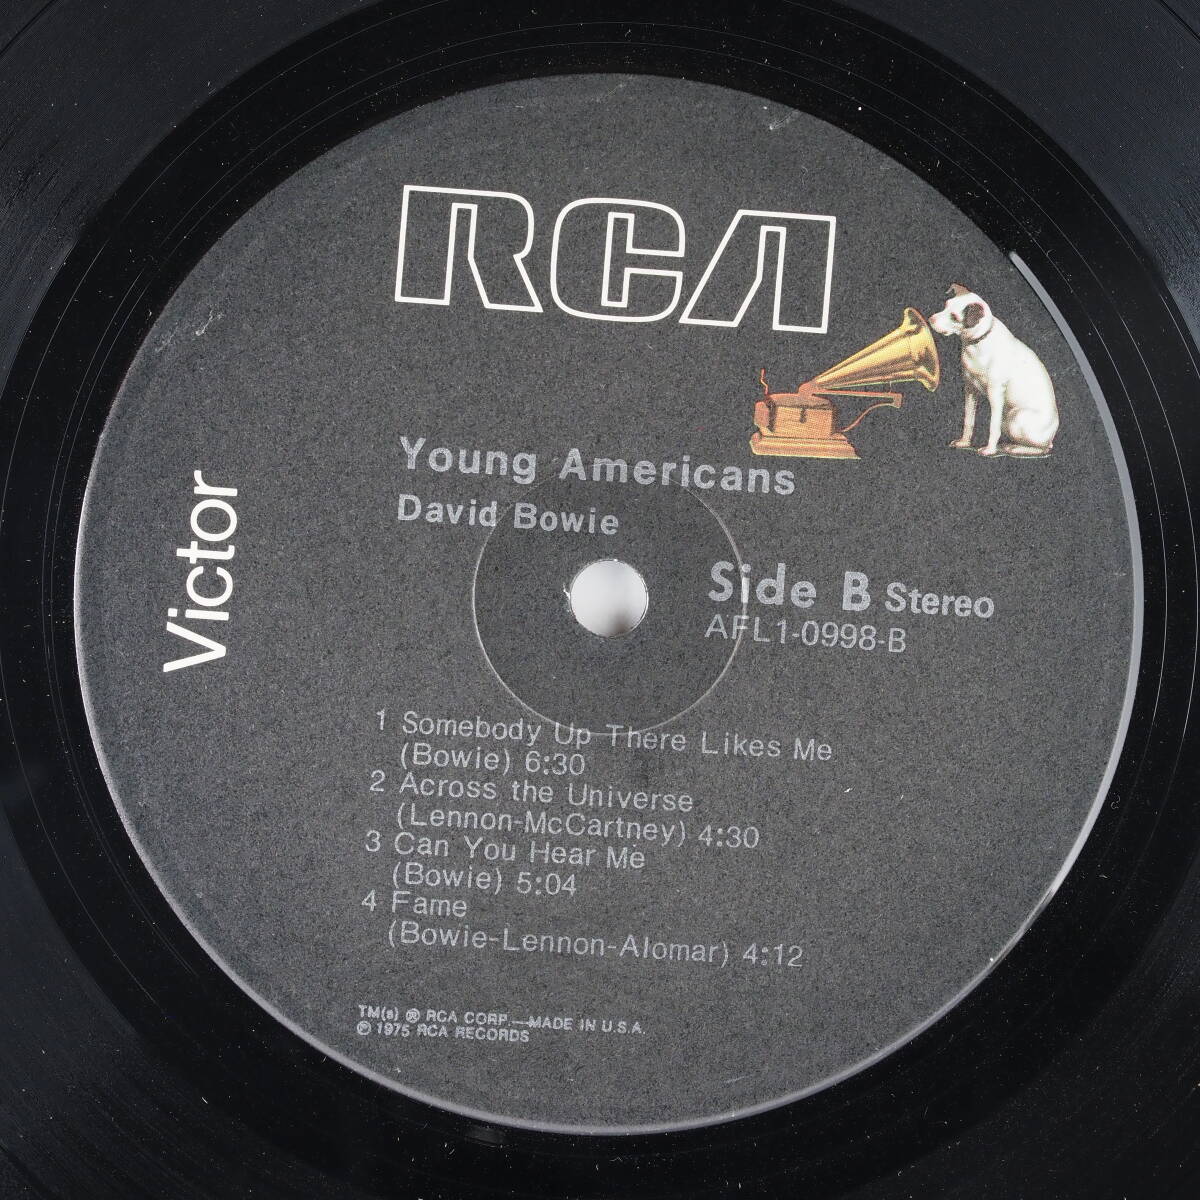 RCA
Victor
Young Americans
David Bowie
Side B Stereo
AFL1-0998-B
1 Somebody Up There Likes Me
(Bowie) 6:30
2 Across the Universe
(Lennon-McCartney) 4:30
3 Can You Hear Me
(Bowie) 5:04
4 Fame
(Bowie-Lennon-Alomar) 4:12
TM(s) ® RCA CORP.—MADE IN U.S.A.
℗ 1975 RCA RECORDS